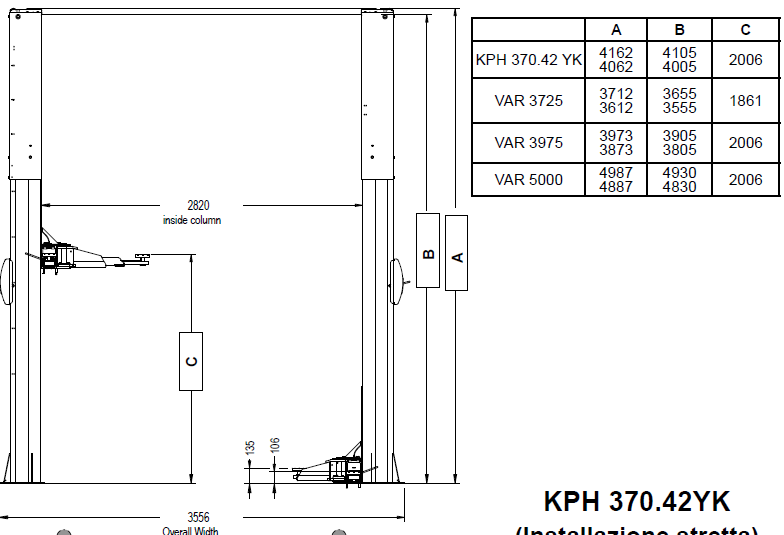 A B C
KPH 370.42 YK 4162 4062 4105 4005 2006
VAR 3725 3712 3612 3655 3555 1861
VAR 3975 3973 3873 3905 3805 2006
VAR 5000 4987 4887 4930 4830 2006
2820
inside column
B
A
C
135
106
3556
Overall Width
KPH 370.42YK
(Installazione stretta)